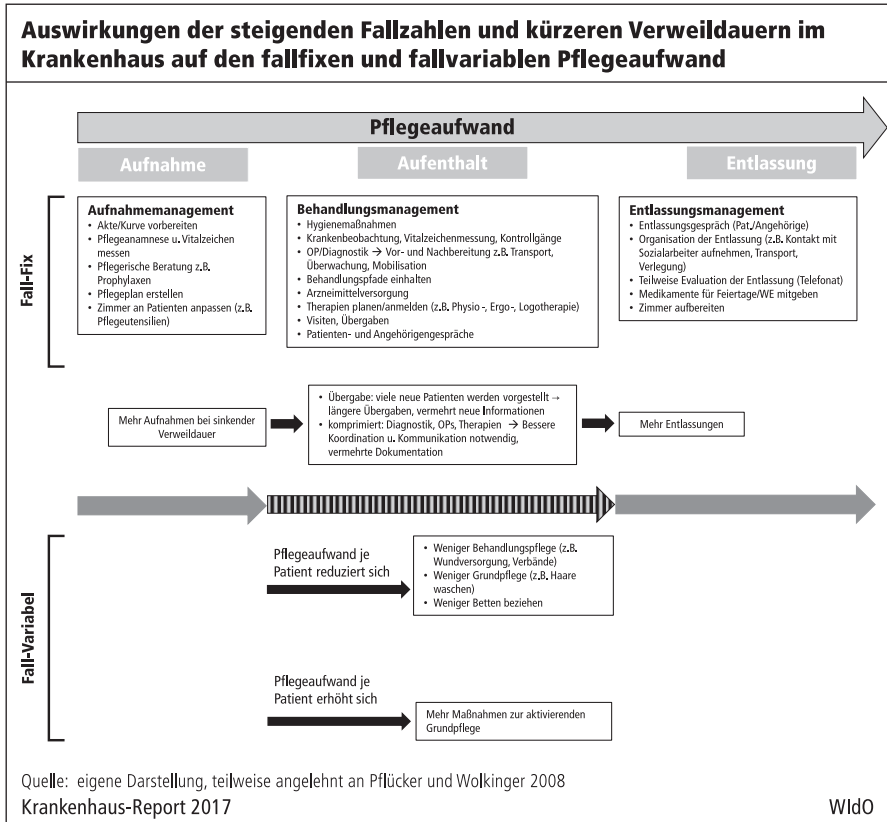 Auswirkungen der steigenden Fallzahlen und kürzeren Verweildauern im
Krankenhaus auf den fallfixen und fallvariablen Pflegeaufwand
Pflegeaufwand
Aufnahme
Aufenthalt
Entlassung
Fall-Fix
Aufnahmemanagement
• Akte/Kurve vorbereiten
• Pflegeanamnese u. Vitalzeichen
messen
• Pflegerische Beratung z.B.
Prophylaxen
• Pflegeplan erstellen
• Zimmer an Patienten anpassen (z.B.
Pflegeutensilien)
Behandlungsmanagement
• Hygienemaßnahmen
• Krankenbeobachtung, Vitalzeichenmessung, Kontrollgänge
• OP/Diagnostik → Vor- und Nachbereitung z.B. Transport,
Überwachung, Mobilisation
• Behandlungspfade einhalten
• Arzneimittelversorgung
• Therapien planen/anmelden (z.B. Physio-, Ergo-, Logotherapie)
• Visiten, Übergaben
• Patienten- und Angehörigengespräche
Entlassungsmanagement
• Entlassungsgespräch (Pat./Angehörige)
• Organisation der Entlassung (z.B. Kontakt mit
Sozialarbeiter aufnehmen, Transport,
Verlegung)
• Teilweise Evaluation der Entlassung (Telefonat)
• Medikamente für Feiertage/WE mitgeben
• Zimmer aufbereiten
Mehr Aufnahmen bei sinkender
Verweildauer
• Übergabe: viele neue Patienten werden vorgestellt →
längere Übergaben, vermehrt neue Informationen
• komprimiert: Diagnostik, OPs, Therapien → Bessere
Koordination u. Kommunikation notwendig,
vermehrte Dokumentation
Mehr Entlassungen
Fall-Variabel
Pflegeaufwand je
Patient reduziert sich
• Weniger Behandlungspflege (z.B.
Wundversorgung, Verbände)
• Weniger Grundpflege (z.B. Haare
waschen)
• Weniger Betten beziehen
Pflegeaufwand je
Patient erhöht sich
Mehr Maßnahmen zur aktivierenden
Grundpflege
Quelle: eigene Darstellung, teilweise angelehnt an Pflücker und Wolkinger 2008
Krankenhaus-Report 2017
WIdO